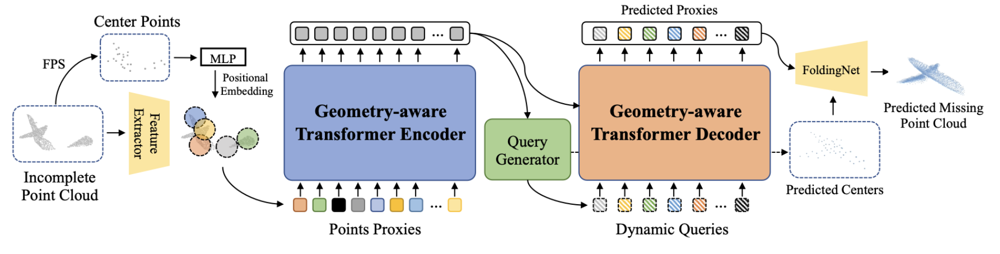 Center Points
FPS
MLP
Positional
Embedding
Feature
Extractor
Incomplete
Point Cloud
...
Geometry-aware
Transformer Encoder
...
Points Proxies
Query
Generator
Predicted Proxies
...
Geometry-aware
Transformer Decoder
...
Dynamic Queries
FoldingNet
Predicted Missing
Point Cloud
Predicted Centers